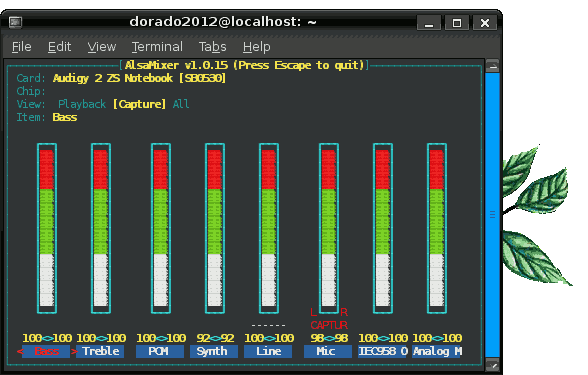 dorado2012@localhost: ~
File Edit View Terminal Tabs Help
AlsaMixer v1.0.15 (Press Escape to quit)
Card: Audigy 2 ZS Notebook [SB0530]
Chip:
View: Playback [Capture] All
Item: Bass
L R
------ CAPTUR
100<>100 100<>100 100<>100 92<>92 100<>100 98<>98 100<>100 100<>100
< Bass > Treble PCM Synth Line Mic IEC958 O Analog M